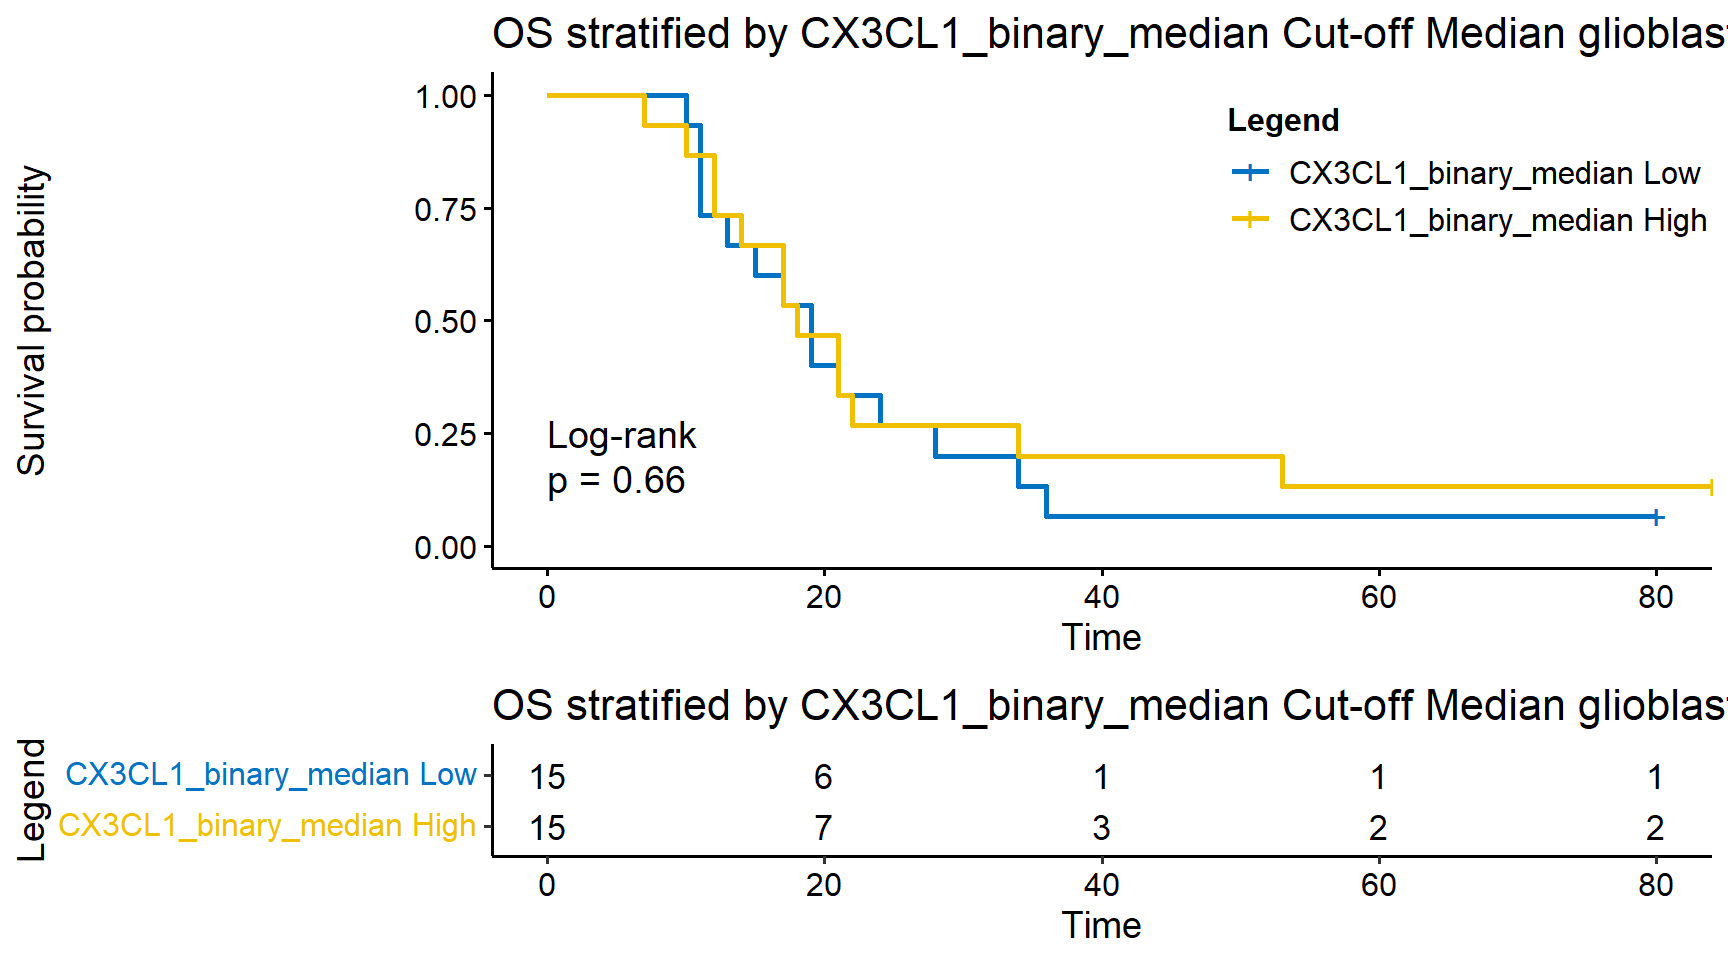 OS stratified by CX3CL1_binary_median Cut-off Median glioblast
Survival probability
1.00
0.75
0.50
0.25
0.00
Legend
CX3CL1_binary_median Low
CX3CL1_binary_median High
Log-rank
p = 0.66
0 20 40 60 80
Time
OS stratified by CX3CL1_binary_median Cut-off Median glioblast
Legend
CX3CL1_binary_median Low 15 6 1 1 1
CX3CL1_binary_median High 15 7 3 2 2
0 20 40 60 80
Time